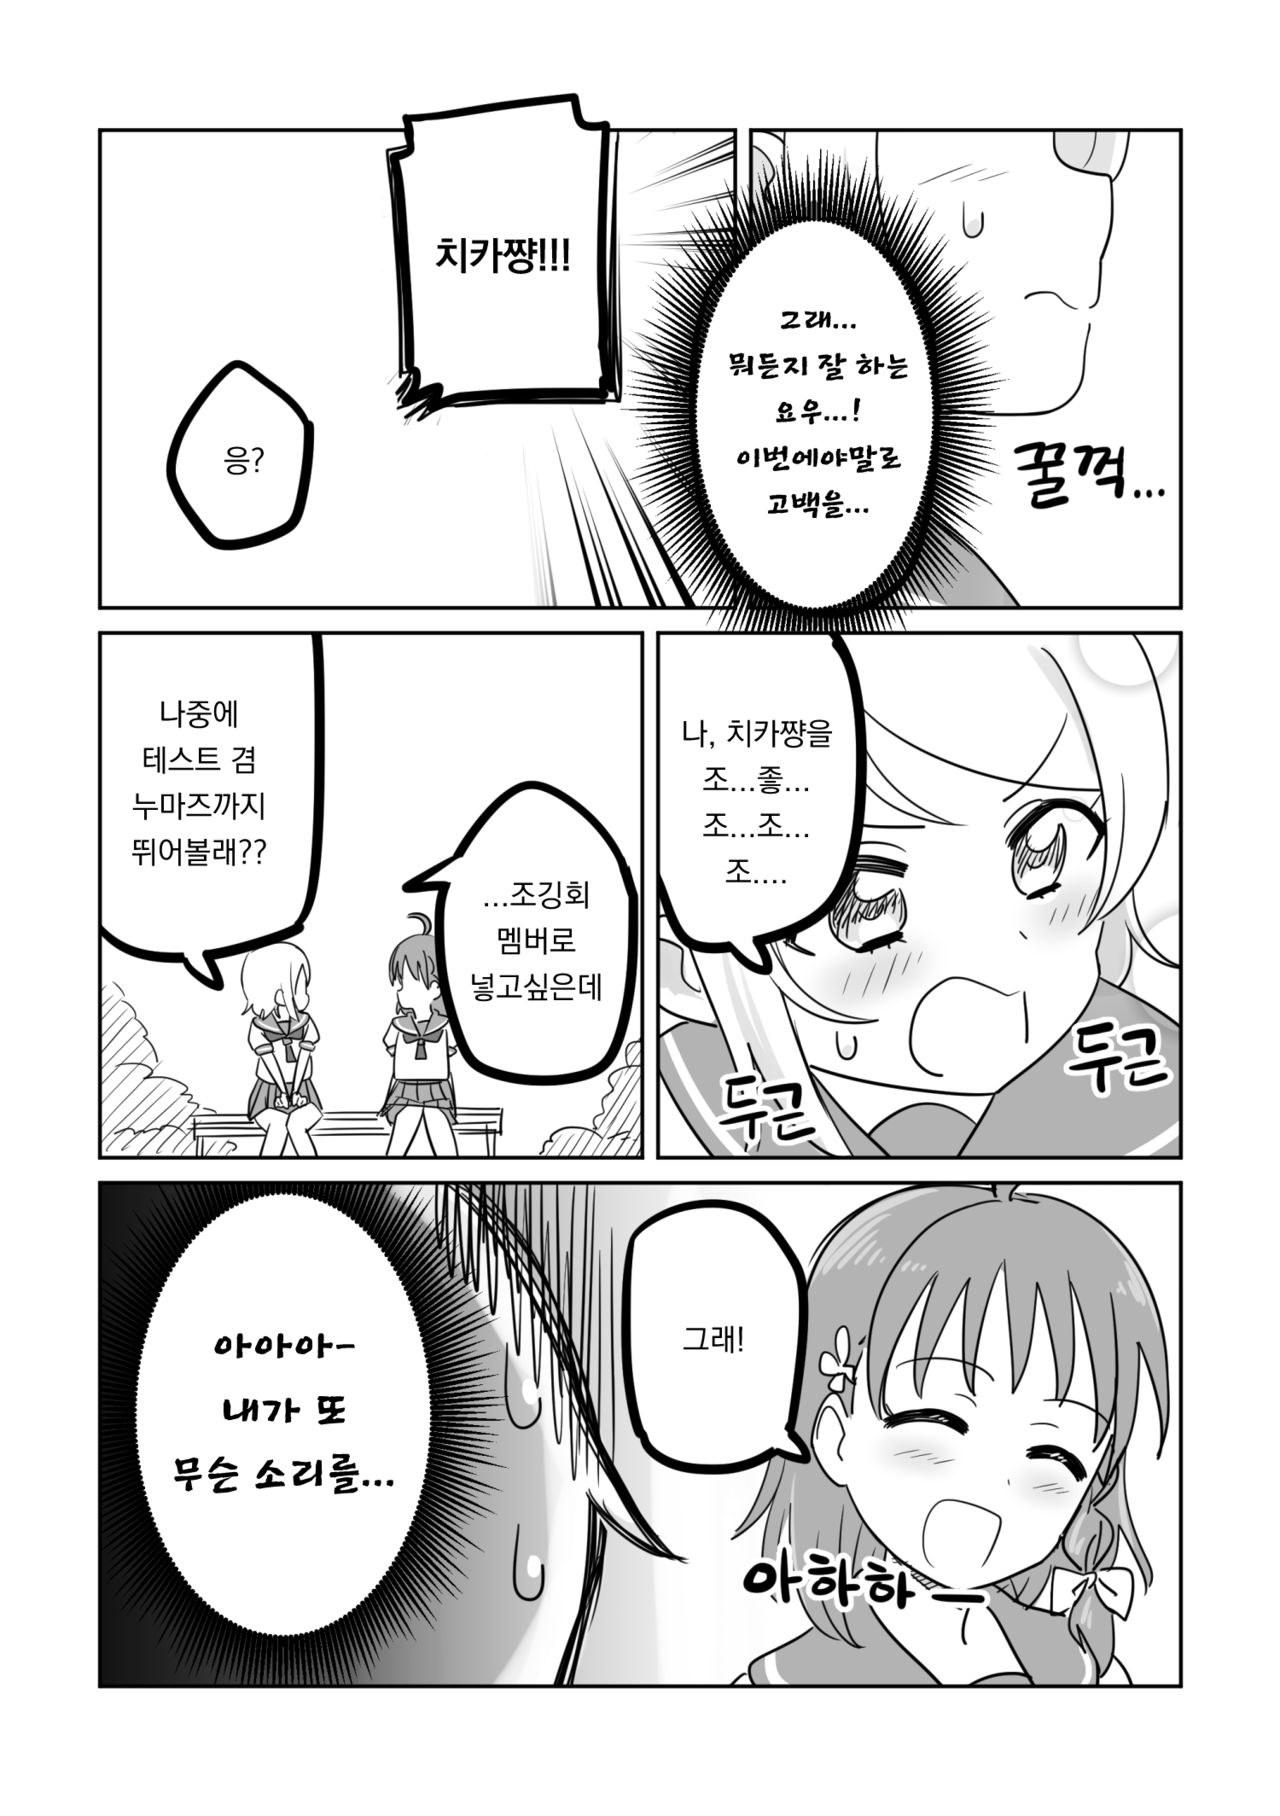 그래...
뭐든지 잘 하는
요우...!
이번에야말로
고백을...
꿀꺽...
치카쨩!!!
응?
나, 치카쨩을
조...좋...
조...조...
조....
두근
두근
...조깅회
멤버로
넣고싶은데
나중에
테스트 겸
누마즈까지
뛰어볼래??
그래!
아하하ー
아아아-
내가 또
무슨 소리를...